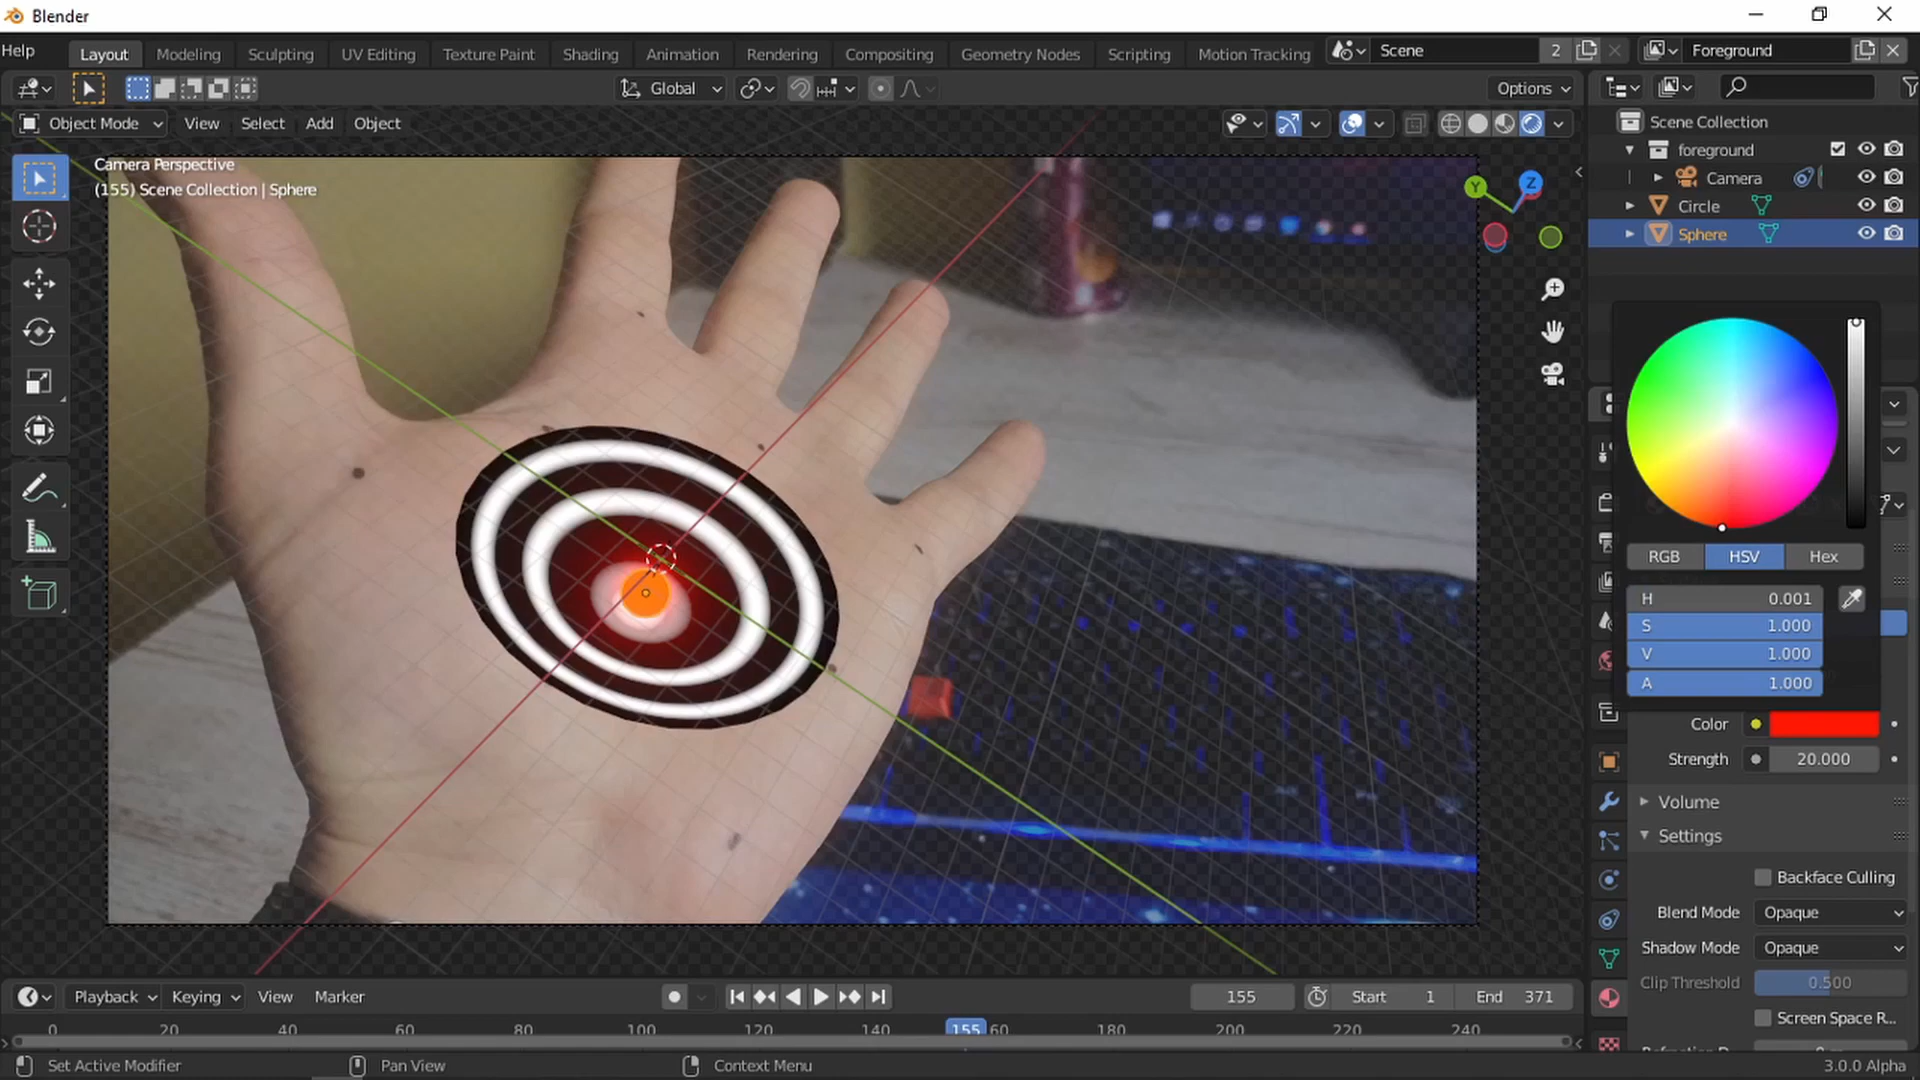 Blender
Help Layout Modeling Sculpting UV Editing Texture Paint Shading Animation Rendering Compositing Geometry Nodes Scripting Motion Tracking Scene 2 Foreground
Global Options
Object Mode View Select Add Object
Scene Collection
Camera Perspective
(155) Scene Collection | Sphere
foreground
Camera
Circle
Sphere
Y Z
RGB HSV Hex
H 0.001
S 1.000
V 1.000
A 1.000
Color
Strength 20.000
Volume
Settings
Backface Culling
Blend Mode Opaque
Shadow Mode Opaque
Clip Threshold 0.500
Screen Space R...
Playback Keying View Marker 155 Start 1 End 371
0 20 40 60 80 100 120 140 155 60 180 200 220 240
Set Active Modifier Pan View Context Menu 3.0.0 Alpha